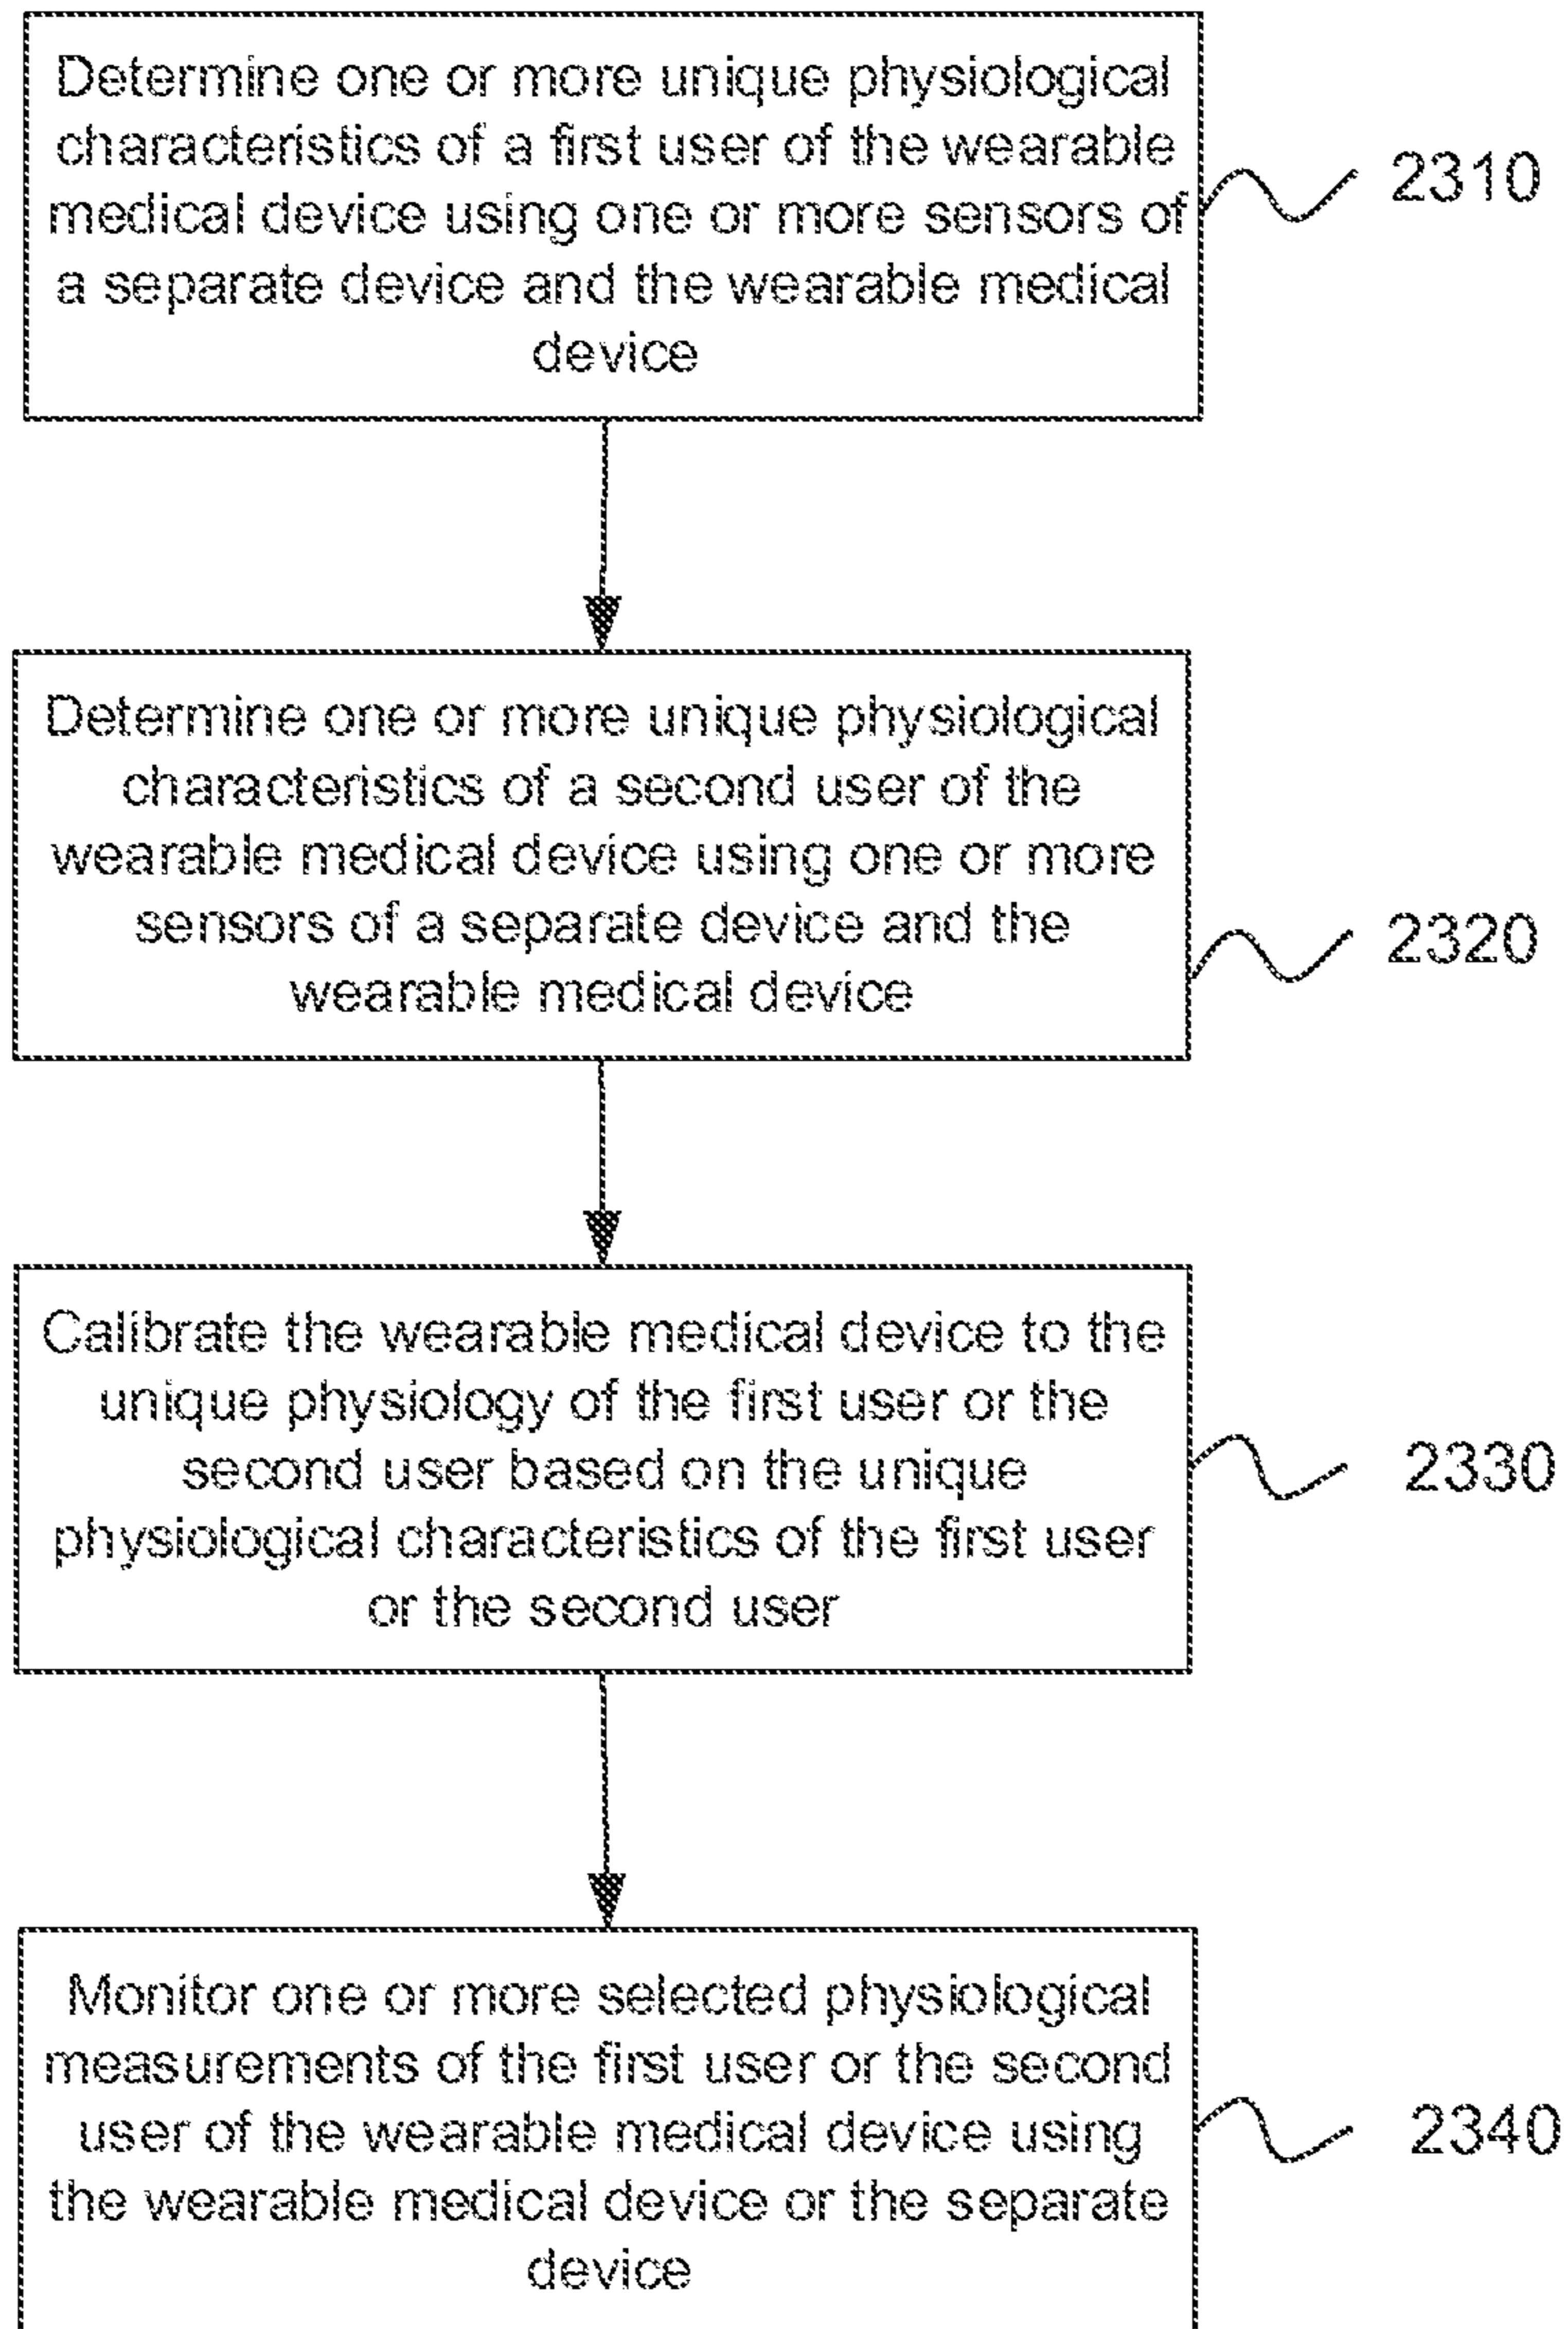 Determine one or more unique physiological
characteristics of a first user of the wearable
medical device using one or more sensors of
a separate device and the wearable medical
device
2310
Determine one or more unique physiological
characteristics of a second user of the
wearable medical device using one or more
sensors of a separate device and the
wearable medical device
2320
Calibrate the wearable medical device to the
unique physiology of the first user or the
second user based on the unique
physiological characteristics of the first user
or the second user
2330
Monitor one or more selected physiological
measurements of the first user or the second
user of the wearable medical device using
the wearable medical device or the separate
device
2340